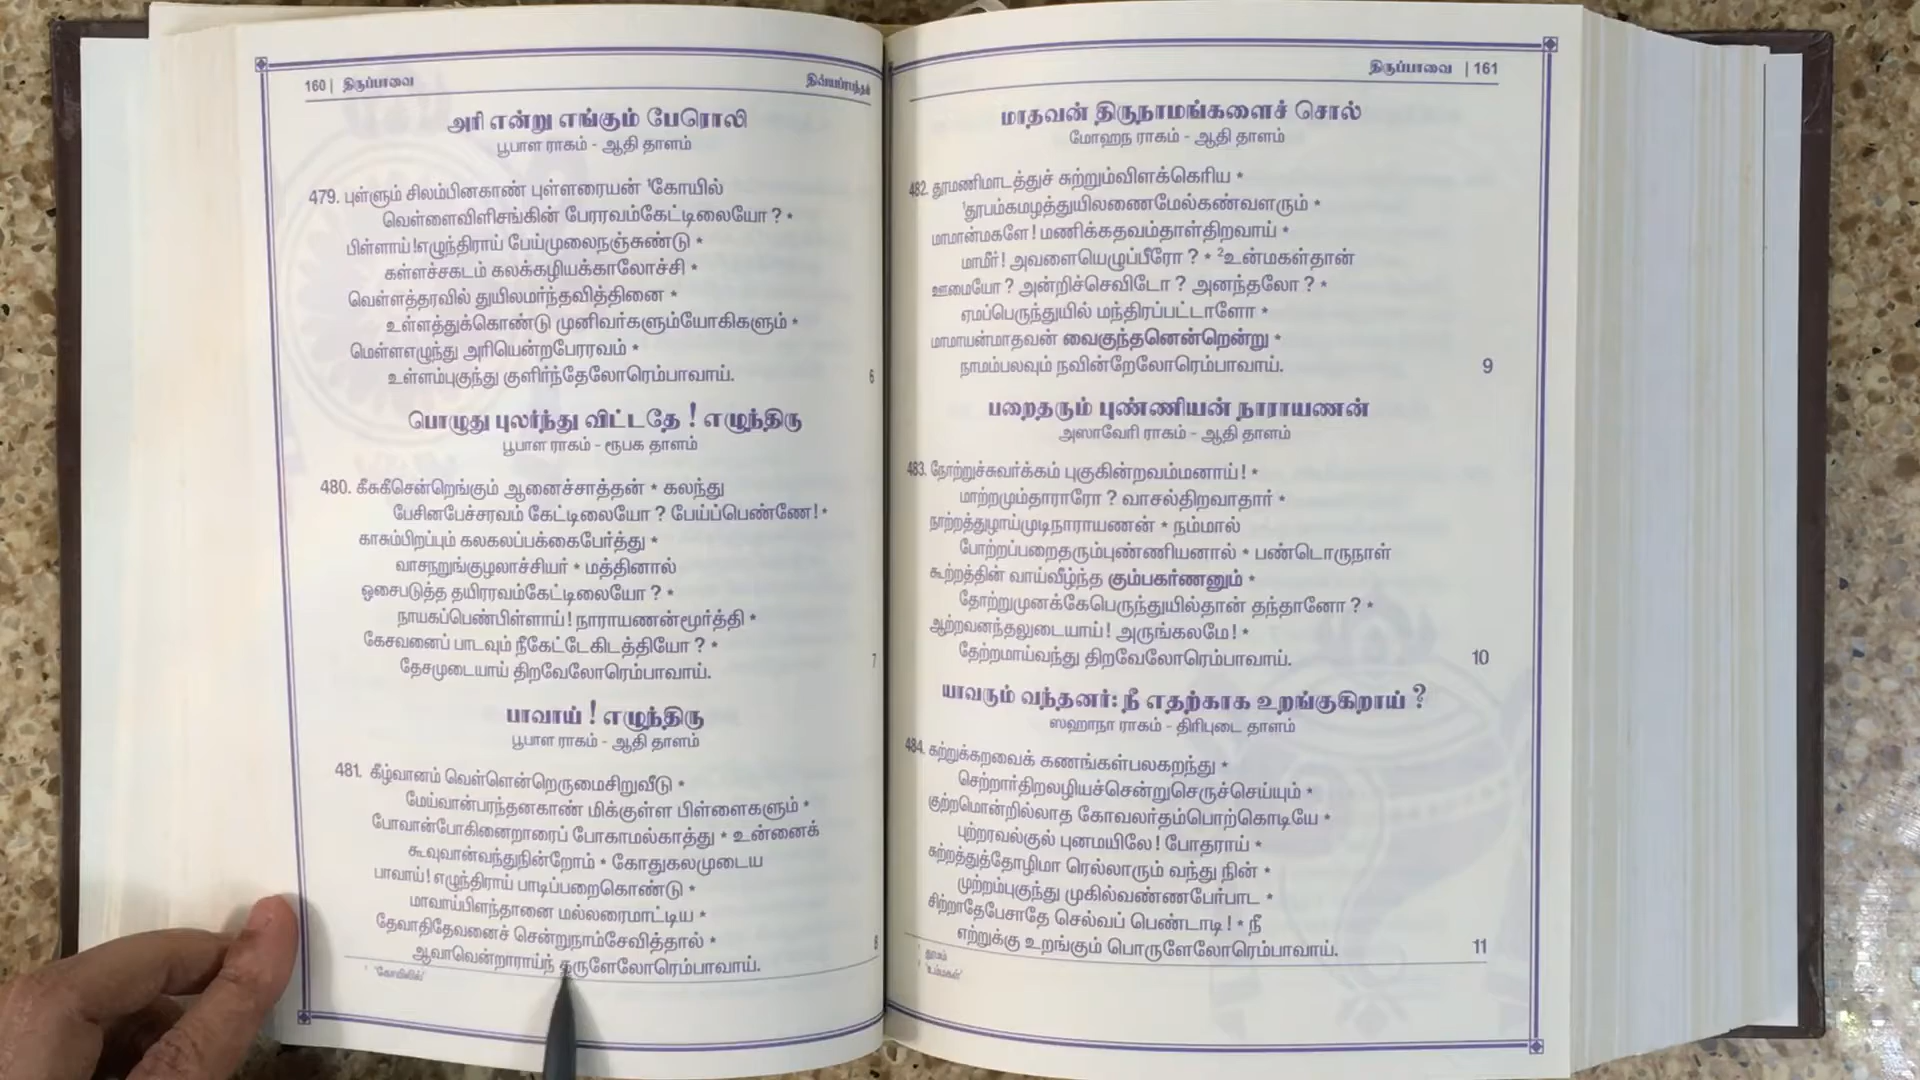 160 | திருப்பாவை திவ்யப்ரபந்தம்
அரி என்று எங்கும் பேரொலி
பூபாள ராகம் - ஆதி தாளம்
479. புள்ளும் சிலம்பினகாண் புள்ளரையன் ¹கோயில்
வெள்ளைவிளிசங்கின் பேரரவம்கேட்டிலையோ ? *
பிள்ளாய் !எழுந்திராய் பேய்முலைநஞ்சுண்டு *
கள்ளச்சகடம் கலக்கழியக்காலோச்சி *
வெள்ளத்தரவில் துயிலமர்ந்தவித்தினை *
உள்ளத்துக்கொண்டு முனிவர்களும்யோகிகளும் *
மெள்ளஎழுந்து அரியென்றபேரரவம் *
உள்ளம்புகுந்து குளிர்ந்தேலோரெம்பாவாய். 6
பொழுது புலர்ந்து விட்டதே ! எழுந்திரு
பூபாள ராகம் - ரூபக தாளம்
480. கீசுகீசென்றெங்கும் ஆனைச்சாத்தன் * கலந்து
பேசினபேச்சரவம் கேட்டிலையோ ? பேய்ப்பெண்ணே! *
காசும்பிறப்பும் கலகலப்பக்கைபேர்த்து *
வாசநறுங்குழலாச்சியர் * மத்தினால்
ஓசைபடுத்த தயிரரவம்கேட்டிலையோ ? *
நாயகப்பெண்பிள்ளாய்! நாராயணன்மூர்த்தி *
கேசவனைப் பாடவும் நீகேட்டேகிடத்தியோ ? *
தேசமுடையாய் திறவேலோரெம்பாவாய். 7
பாவாய் ! எழுந்திரு
பூபாள ராகம் - ஆதி தாளம்
481. கீழ்வானம் வெள்ளென்றெருமைசிறுவீடு *
மேய்வான்பரந்தனகாண் மிக்குள்ள பிள்ளைகளும் *
போவான்போகின்றாரைப் போகாமல்காத்து * உன்னைக்
கூவுவான்வந்துநின்றோம் * கோதுகலமுடைய
பாவாய்! எழுந்திராய் பாடிப்பறைகொண்டு *
மாவாய்பிளந்தானை மல்லரைமாட்டிய *
தேவாதிதேவனைச் சென்றுநாம்சேவித்தால் *
ஆவாவென்றாராய்ந் தருளேலோரெம்பாவாய். 8
¹ 'கோயிலில்'
திருப்பாவை | 161
மாதவன் திருநாமங்களைச் சொல்
மோஹந ராகம் - ஆதி தாளம்
482. தூமணிமாடத்துச் சுற்றும்விளக்கெரிய *
¹தூபம்கமழத்துயிலணைமேல்கண்வளரும் *
மாமான்மகளே! மணிக்கதவம்தாள்திறவாய் *
மாமீர்! அவளையெழுப்பீரோ ? * ²உன்மகள்தான்
ஊமையோ ? அன்றிச்செவிடோ ? அனந்தலோ ? *
ஏமப்பெருந்துயில் மந்திரப்பட்டாளோ *
மாமாயன்மாதவன் வைகுந்தனென்றென்று *
நாமம்பலவும் நவின்றேலோரெம்பாவாய். 9
பறைதரும் புண்ணியன் நாராயணன்
அஸாவேரி ராகம் - ஆதி தாளம்
483. நோற்றுச்சுவர்க்கம் புகுகின்றவம்மனாய்! *
மாற்றமும்தாராரோ ? வாசல்திறவாதார் *
நாற்றத்துழாய்முடிநாராயணன் * நம்மால்
போற்றப்பறைதரும்புண்ணியனால் * பண்டொருநாள்
கூற்றத்தின் வாய்வீழ்ந்த கும்பகர்ணனும் *
தோற்றுமுனக்கேபெருந்துயில்தான் தந்தானோ ? *
ஆற்றவனந்தலுடையாய்! அருங்கலமே! *
தேற்றமாய்வந்து திறவேலோரெம்பாவாய். 10
யாவரும் வந்தனர்: நீ எதற்காக உறங்குகிறாய் ?
ஸஹாநா ராகம் - திரிபுடை தாளம்
484. கற்றுக்கறவைக் கணங்கள்பலகறந்து *
செற்றார்திறலழியச்சென்றுசெருச்செய்யும் *
குற்றமொன்றில்லாத கோவலர்தம்பொற்கொடியே *
புற்றரவல்குல் புனமயிலே! போதராய் *
சுற்றத்துத்தோழிமா ரெல்லாரும் வந்து நின் *
முற்றம்புகுந்து முகில்வண்ணபேர்பாட *
சிற்றாதேபேசாதே செல்வப் பெண்டாடி! * நீ
எற்றுக்கு உறங்கும் பொருளேலோரெம்பாவாய். 11